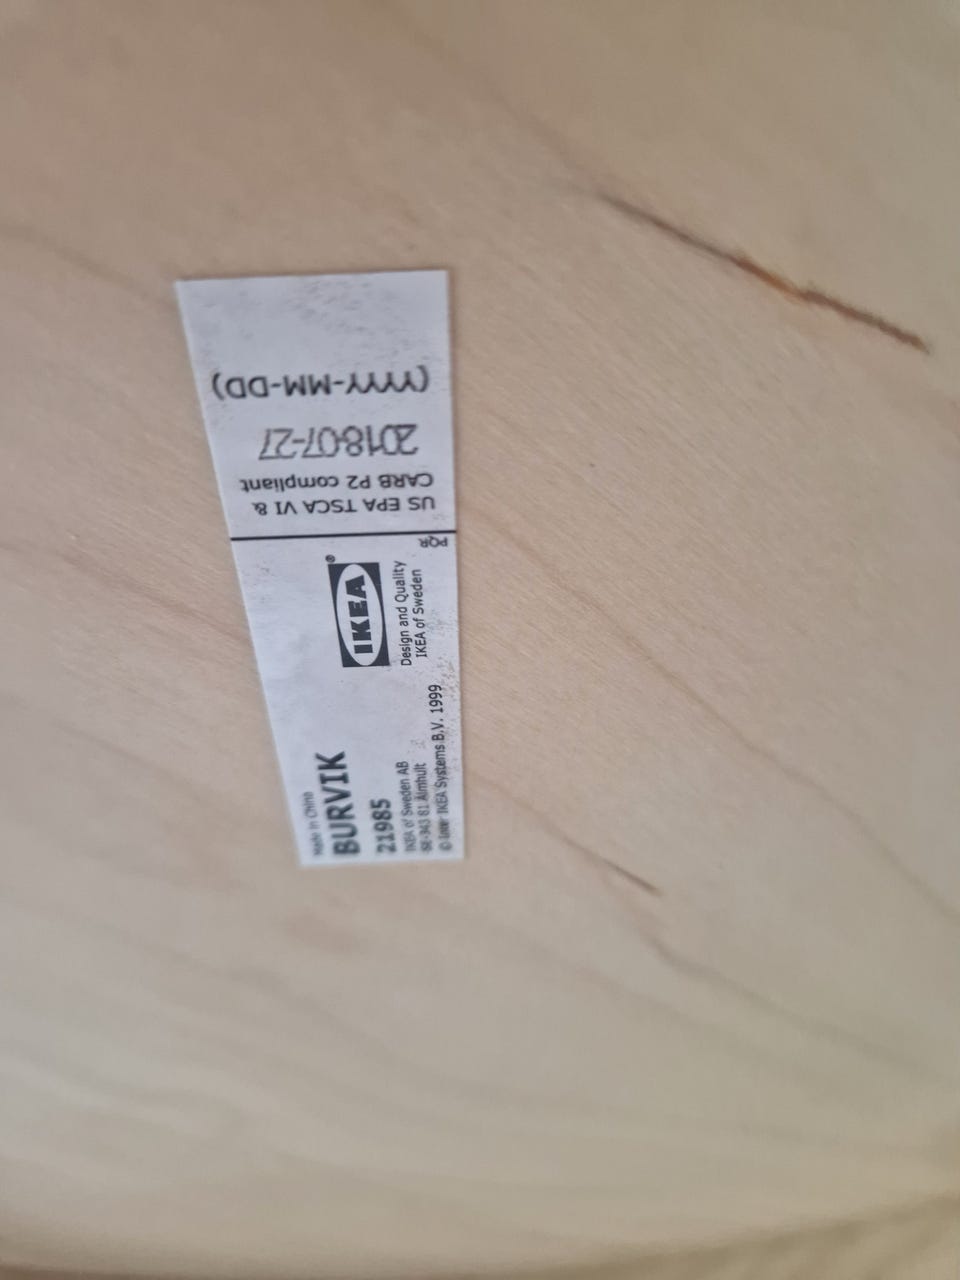 Made in China
BURVIK
21985
IKEA of Sweden AB
SE-343 81 Älmhult
© Inter IKEA Systems B.V. 1999
IKEA®
Design and Quality
IKEA of Sweden
PQR
US EPA TSCA VI &
CARB P2 compliant
2018-07-27
(YYYY-MM-DD)